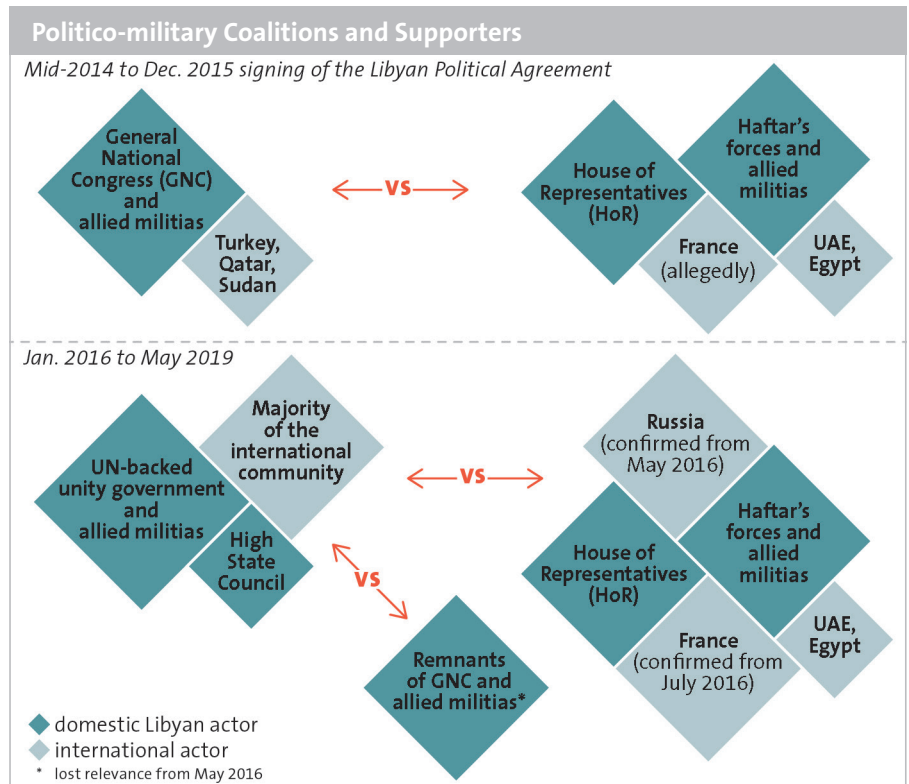 Politico-military Coalitions and Supporters
Mid-2014 to Dec. 2015 signing of the Libyan Political Agreement
General
National
Congress (GNC)
and
allied militias
Turkey,
Qatar,
Sudan
VS
House of
Representatives
(HoR)
Haftar's
forces and
allied
militias
France
(allegedly)
UAE,
Egypt
Jan. 2016 to May 2019
UN-backed
unity government
and
allied militias
Majority
of the
international
community
High
State
Council
VS
VS
Remnants
of GNC and
allied militias*
Russia
(confirmed from
May 2016)
House of
Representatives
(HoR)
Haftar's
forces and
allied
militias
France
(confirmed from
July 2016)
UAE,
Egypt
domestic Libyan actor
international actor
* lost relevance from May 2016